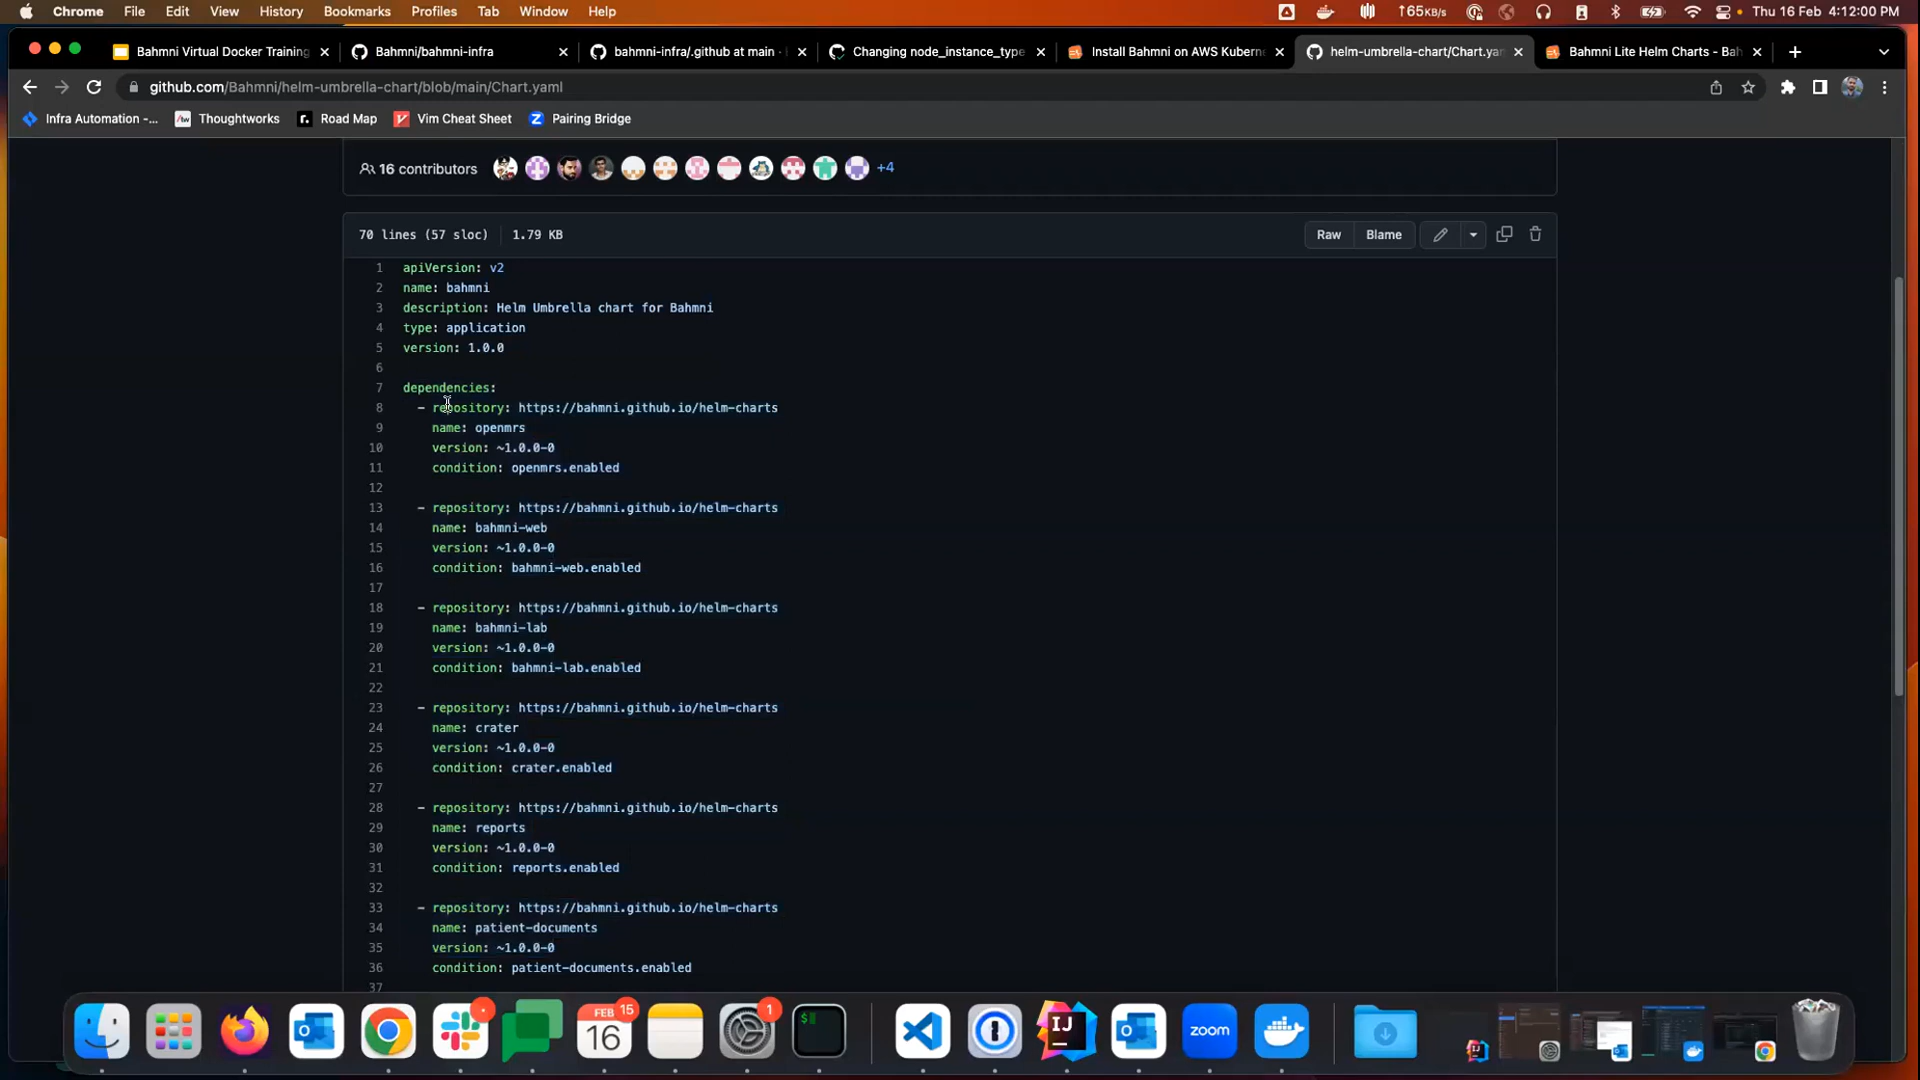 Chrome File Edit View History Bookmarks Profiles Tab Window Help ↑65KB/s Thu 16 Feb 4:12:00 PM
Bahmni Virtual Docker Training Bahmni/bahmni-infra bahmni-infra/.github at main · Changing node_instance_type Install Bahmni on AWS Kuberne helm-umbrella-chart/Chart.yam Bahmni Lite Helm Charts - Bah
github.com/Bahmni/helm-umbrella-chart/blob/main/Chart.yaml
Infra Automation -... /tw Thoughtworks r. Road Map Vim Cheat Sheet Z Pairing Bridge
16 contributors +4
70 lines (57 sloc) 1.79 KB Raw Blame
1 apiVersion: v2
2 name: bahmni
3 description: Helm Umbrella chart for Bahmni
4 type: application
5 version: 1.0.0
6
7 dependencies:
8 - repository: https://bahmni.github.io/helm-charts
9 name: openmrs
10 version: ~1.0.0-0
11 condition: openmrs.enabled
12
13 - repository: https://bahmni.github.io/helm-charts
14 name: bahmni-web
15 version: ~1.0.0-0
16 condition: bahmni-web.enabled
17
18 - repository: https://bahmni.github.io/helm-charts
19 name: bahmni-lab
20 version: ~1.0.0-0
21 condition: bahmni-lab.enabled
22
23 - repository: https://bahmni.github.io/helm-charts
24 name: crater
25 version: ~1.0.0-0
26 condition: crater.enabled
27
28 - repository: https://bahmni.github.io/helm-charts
29 name: reports
30 version: ~1.0.0-0
31 condition: reports.enabled
32
33 - repository: https://bahmni.github.io/helm-charts
34 name: patient-documents
35 version: ~1.0.0-0
36 condition: patient-documents.enabled
37
FEB 15
16
1
$
IJ
zoom